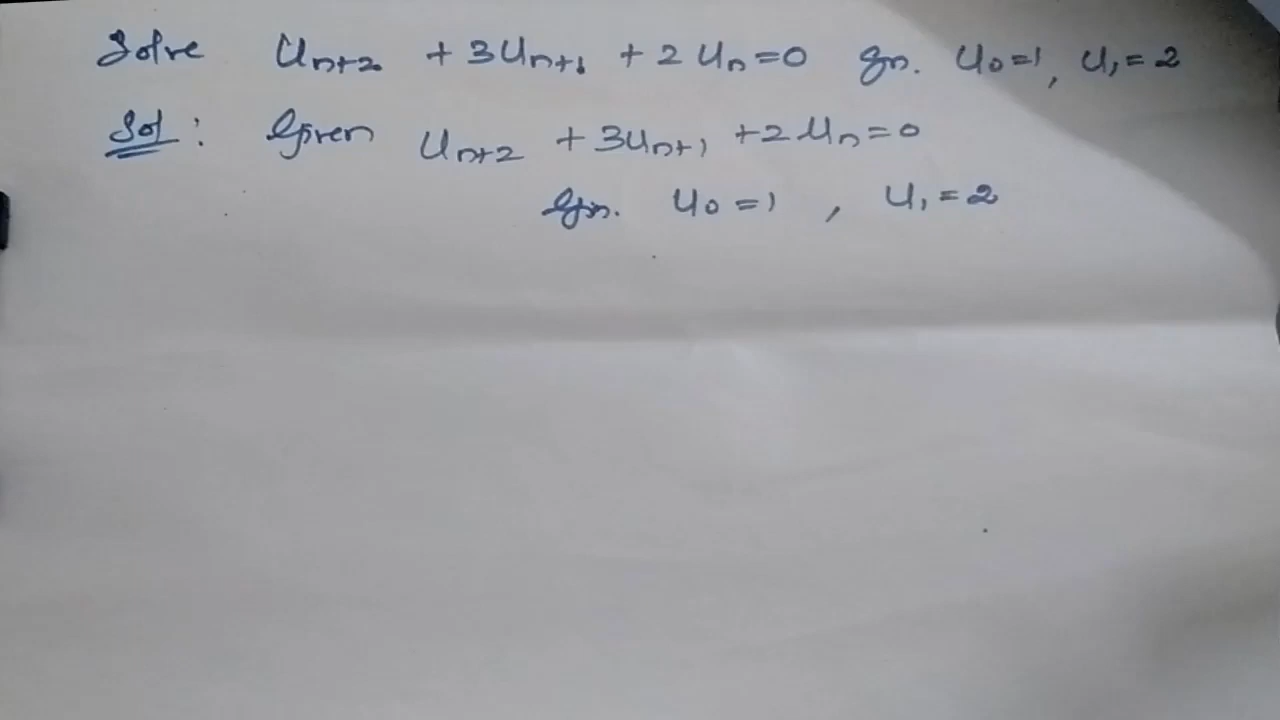 Solve Un+2 + 3Un+1 + 2Un=0 gn. U0=1, U1=2
Sol: Given Un+2 + 3Un+1 + 2Un=0
Gn. U0=1, U1=2